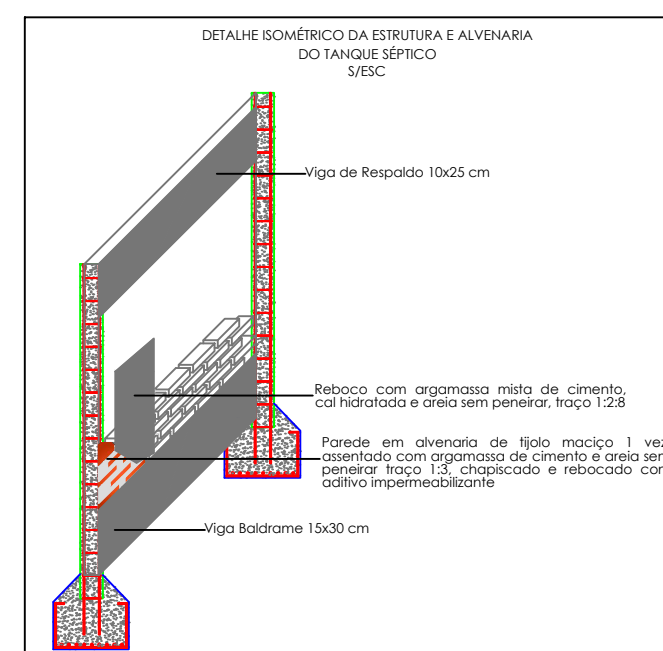 DETALHE ISOMÉTRICO DA ESTRUTURA E ALVENARIA
DO TANQUE SÉPTICO
S/ESC
Viga de Respaldo 10x25 cm
Reboco com argamassa mista de cimento,
cal hidratada e areia sem peneirar, traço 1:2:8
Parede em alvenaria de tijolo maciço 1 vez
assentado com argamassa de cimento e areia sem
peneirar traço 1:3, chapiscado e rebocado com
aditivo impermeabilizante
Viga Baldrame 15x30 cm